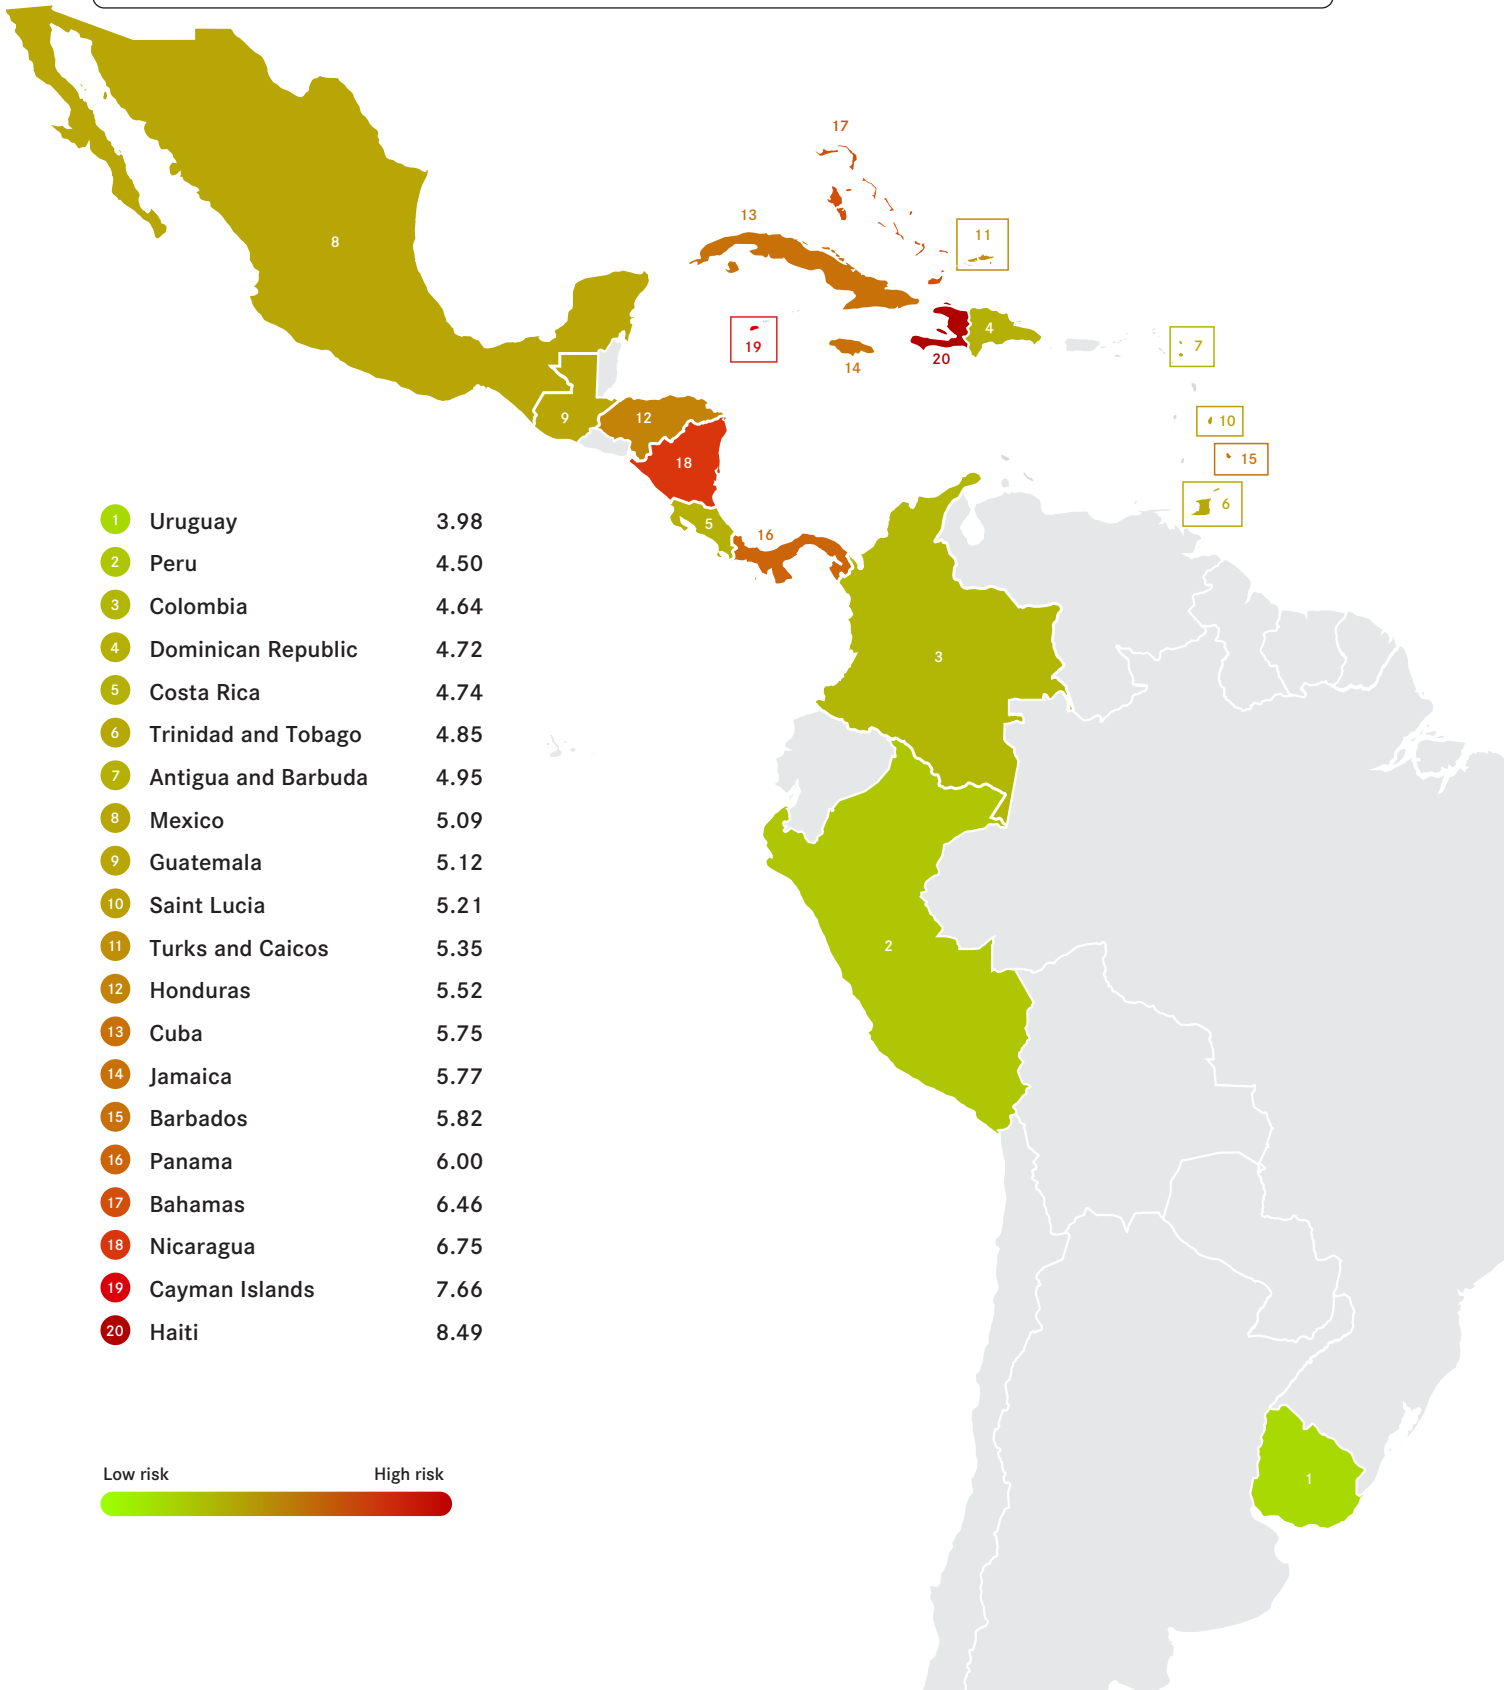 17
13
11
8
4
7
19
20
14
9
12
10
18
15
6
5
16
1 Uruguay 3.98
2 Peru 4.50
3 Colombia 4.64
4 Dominican Republic 4.72
5 Costa Rica 4.74
6 Trinidad and Tobago 4.85
7 Antigua and Barbuda 4.95
8 Mexico 5.09
9 Guatemala 5.12
10 Saint Lucia 5.21
11 Turks and Caicos 5.35
12 Honduras 5.52
13 Cuba 5.75
14 Jamaica 5.77
15 Barbados 5.82
16 Panama 6.00
17 Bahamas 6.46
18 Nicaragua 6.75
19 Cayman Islands 7.66
20 Haiti 8.49
3
2
1
Low risk High risk